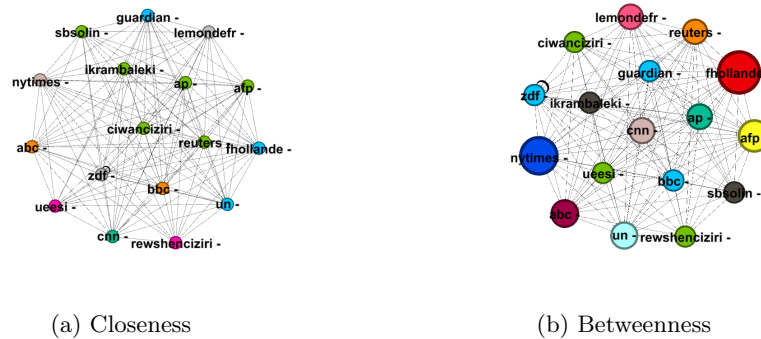 guardian -
sbsolin -
lemondefr -
ikrambaleki -
nytimes -
ap -
afp -
ciwanciziri -
reuters -
abc -
fhollande -
zdf -
bbc -
ueesi -
un -
cnn -
rewshenciziri -
(a) Closeness
lemondefr -
reuters -
ciwanciziri -
guardian -
fhollande
zdf -
ikrambaleki -
ap -
cnn -
afp
nytimes -
ueesi -
bbc -
sbsolin -
abc -
un -
rewshenciziri -
(b) Betweenness